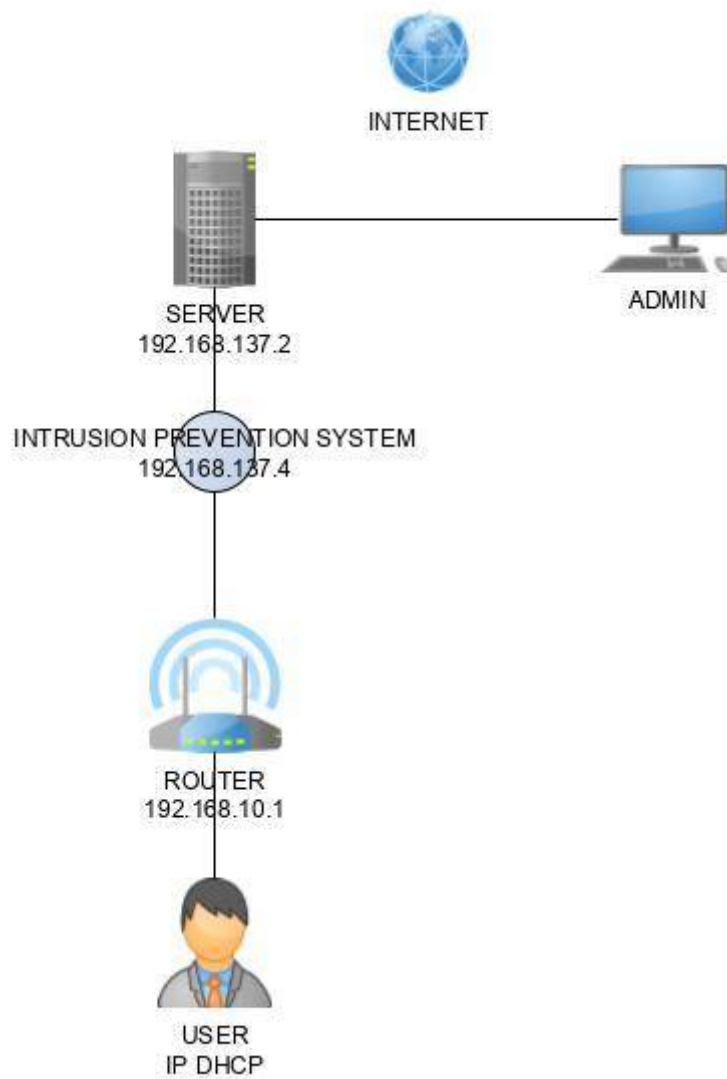 INTERNET
ADMIN
SERVER
192.168.137.2
INTRUSION PREVENTION SYSTEM
192.168.137.4
ROUTER
192.168.10.1
USER
IP DHCP